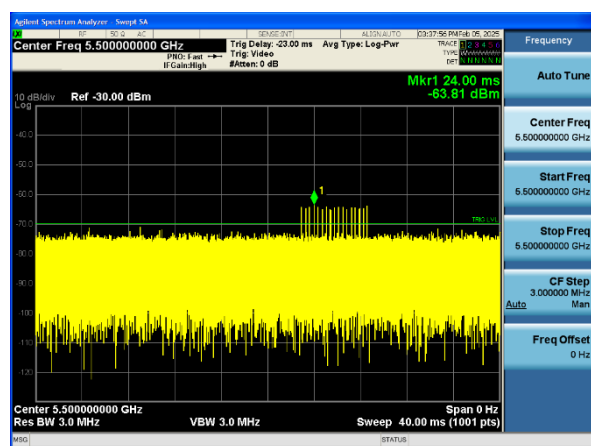 Agilent Spectrum Analyzer - Swept SA
RF 50 Ω AC SENSE:INT ALIGN AUTO 03:37:56 PM Feb 05, 2025
Center Freq 5.500000000 GHz
PNO: Fast
IFGain:High
Trig Delay: -23.00 ms
Trig: Video
#Atten: 0 dB
Avg Type: Log-Pwr
TRACE 1 2 3 4 5 6
TYPE
DET N N N N N N
Frequency
Mkr1 24.00 ms
-63.81 dBm
10 dB/div Ref -30.00 dBm
Log
-40.0
-50.0
-60.0
-70.0
-80.0
-90.0
-100
-110
-120
1
TRIG LVL
Auto Tune
Center Freq
5.500000000 GHz
Start Freq
5.500000000 GHz
Stop Freq
5.500000000 GHz
CF Step
3.000000 MHz
Auto Man
Freq Offset
0 Hz
Center 5.500000000 GHz Span 0 Hz
Res BW 3.0 MHz VBW 3.0 MHz Sweep 40.00 ms (1001 pts)
MSG STATUS